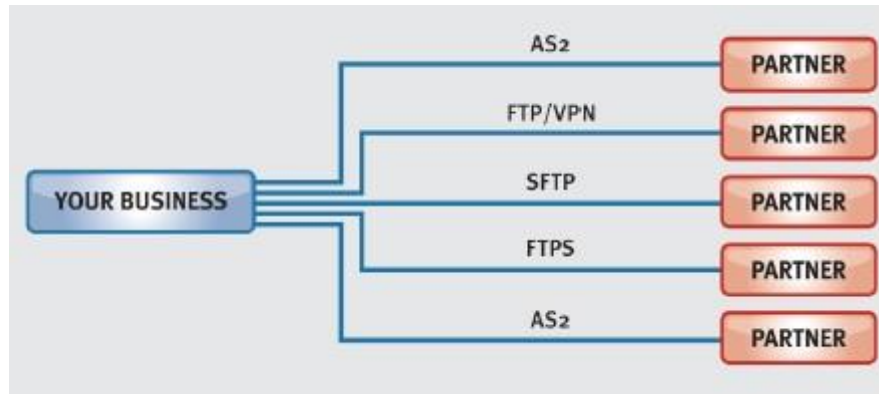 AS2
PARTNER
FTP/VPN
PARTNER
YOUR BUSINESS
SFTP
PARTNER
FTPS
PARTNER
AS2
PARTNER